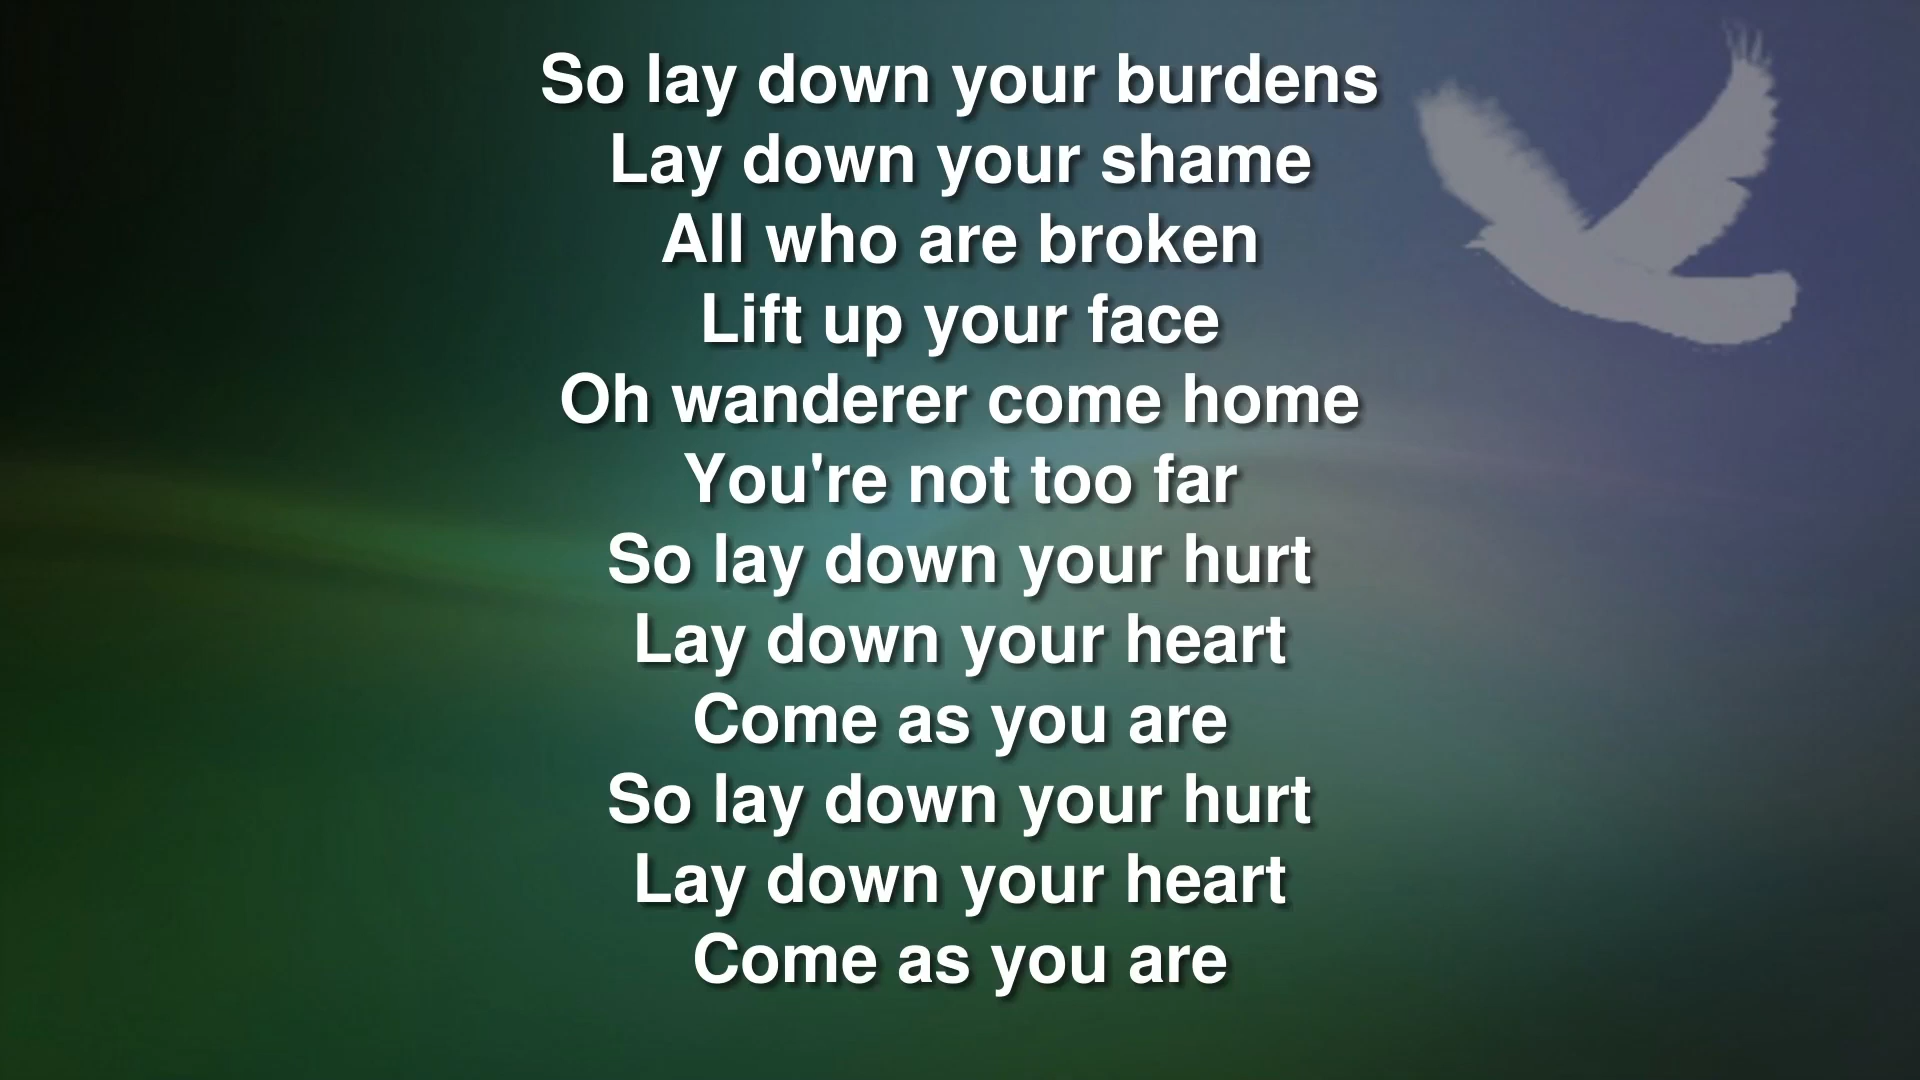 So lay down your burdens
Lay down your shame
All who are broken
Lift up your face
Oh wanderer come home
You're not too far
So lay down your hurt
Lay down your heart
Come as you are
So lay down your hurt
Lay down your heart
Come as you are